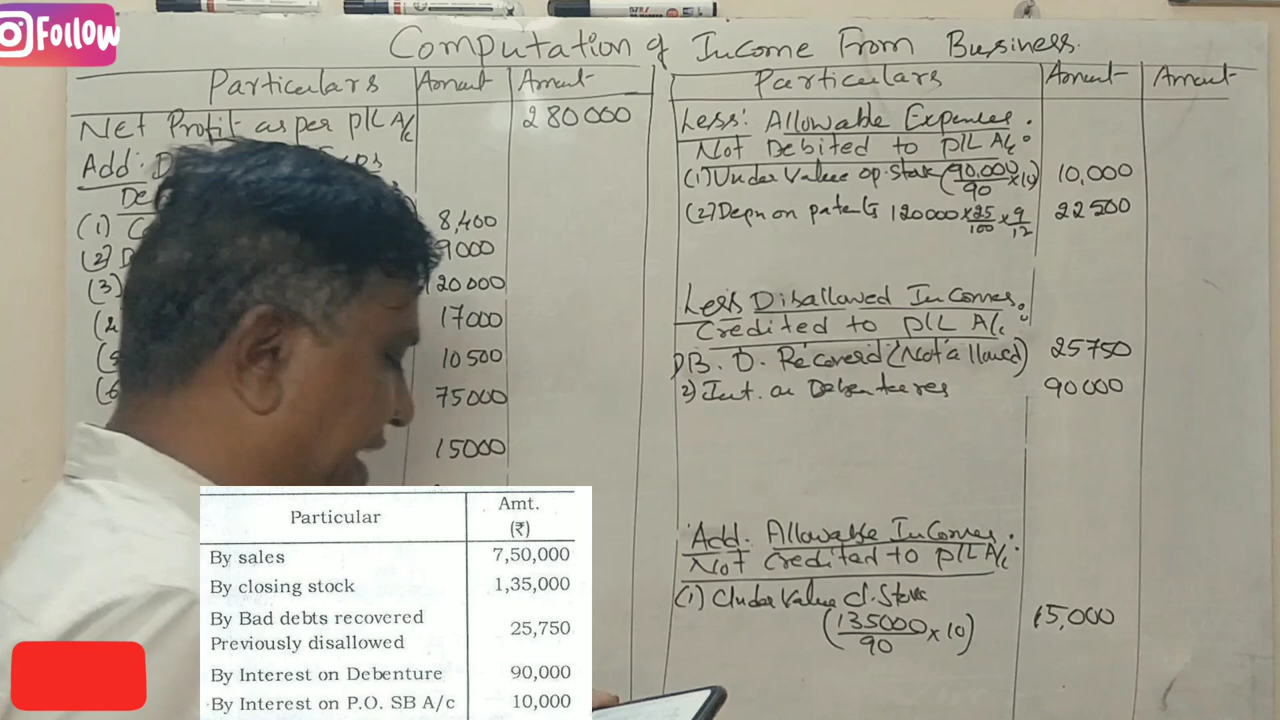 Follow
Computation of Income From Business.
Particulars Amount Amount
Net Profit as per P/L A/c 280000
Add:
(1) 8,400
(2) 9000
(3) 20000
17000
10500
75000
15000
Particulars Amount Amount
Less: Allowable Expenses.
Not Debited to P/L A/c:
(1) Under Value op. Stock (90,000/90 x10) 10,000
(2) Depn on patents 120000 x 25/100 x 9/12 22500
Less Disallowed Incomes
Credited to P/L A/c:
1) B. D. Recovered (Not allowed) 25750
2) Int. on Debentures 90000
Add: Allowable Incomes
Not Credited to P/L A/c:
(1) Under Value Cl. Stock
(135000/90 x 10) 15,000
Particular Amt.
(₹)
By sales 7,50,000
By closing stock 1,35,000
By Bad debts recovered
Previously disallowed 25,750
By Interest on Debenture 90,000
By Interest on P.O. SB A/c 10,000